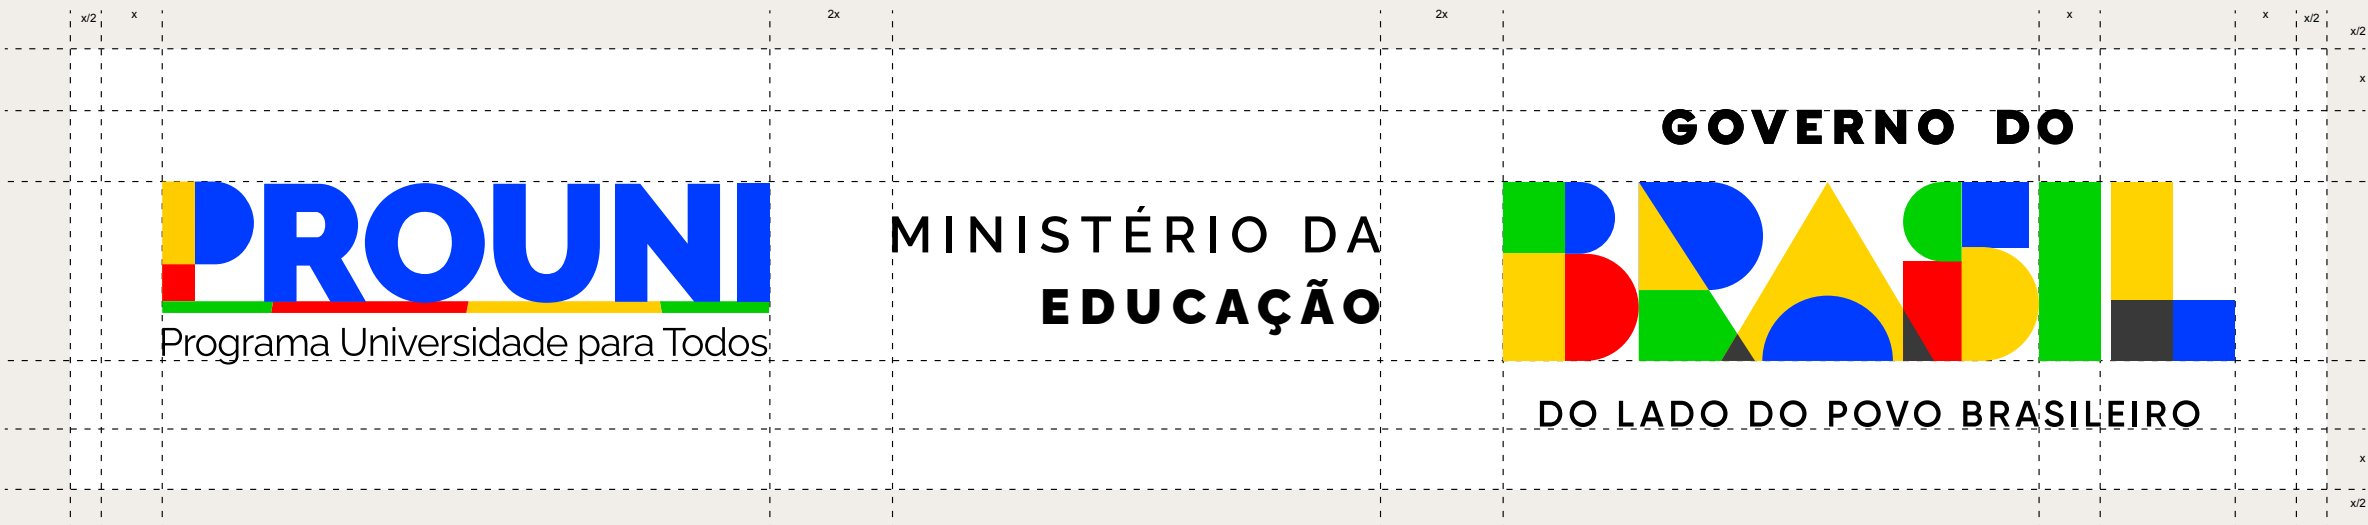 x/2 x 2x 2x x x x/2
x/2
x
GOVERNO DO
PROUNI
MINISTÉRIO DA
EDUCAÇÃO
BRASIL
Programa Universidade para Todos
DO LADO DO POVO BRASILEIRO
x
x/2